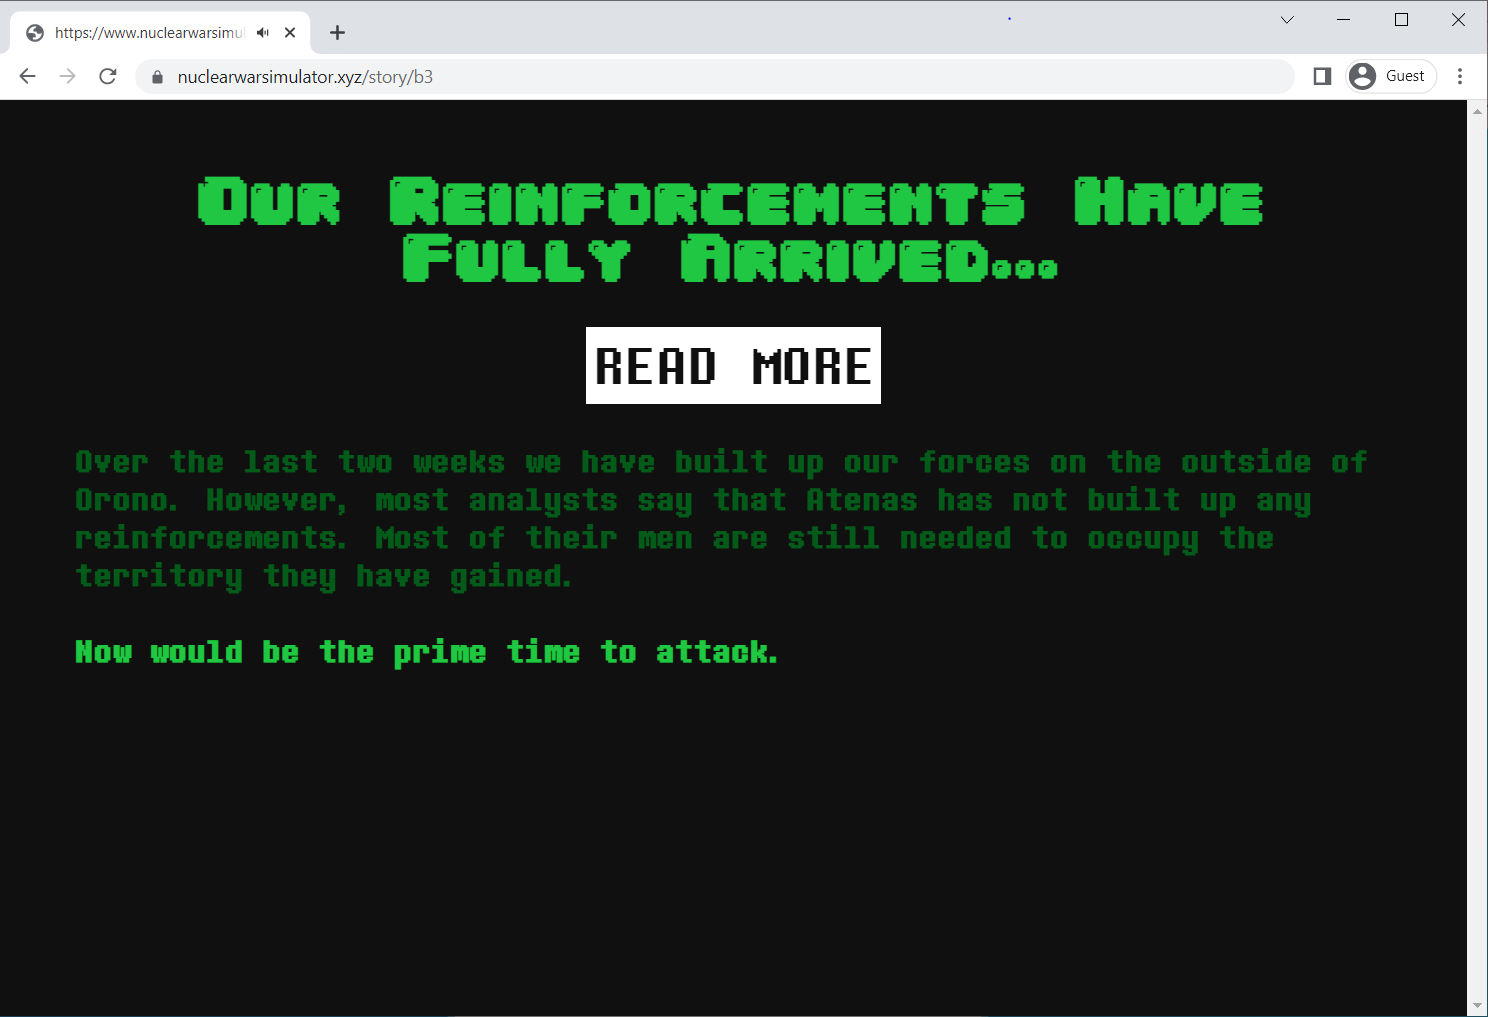 https://www.nuclearwarsimul
nuclearwarsimulator.xyz/story/b3
Guest
Our Reinforcements Have
Fully Arrived...
READ MORE
Over the last two weeks we have built up our forces on the outside of
Orono. However, most analysts say that Atenas has not built up any
reinforcements. Most of their men are still needed to occupy the
territory they have gained.
Now would be the prime time to attack.